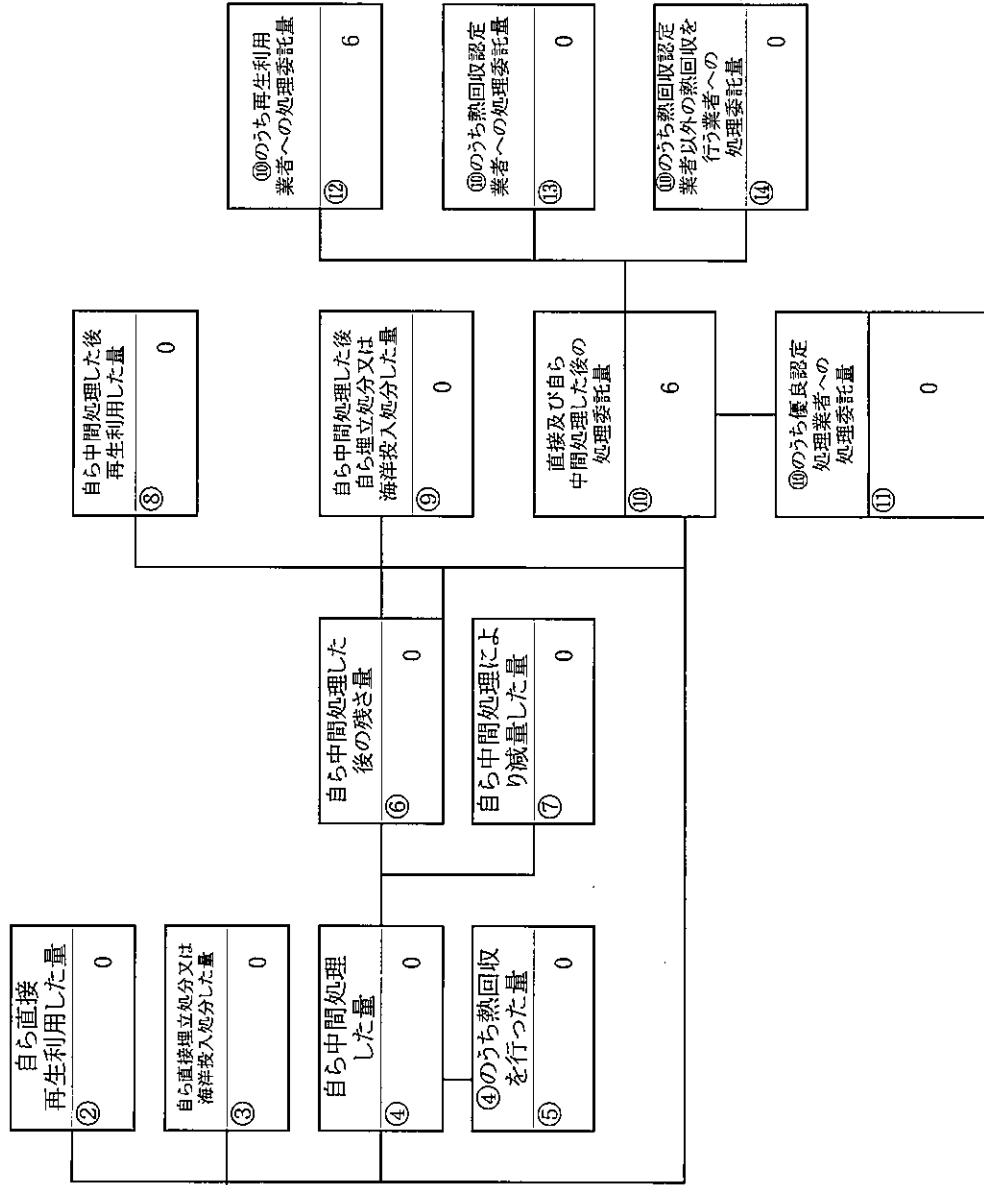 自ら直接
再生利用した量
②
0
自ら直接埋立処分又は
海洋投入処分した量
③
0
自ら中間処理
した量
④
0
④のうち熱回収
を行った量
⑤
0
自ら中間処理した
後の残さ量
⑥
0
自ら中間処理によ
り減量した量
⑦
0
自ら中間処理した後
再生利用した量
⑧
0
自ら中間処理した後
自ら埋立処分又は
海洋投入処分した量
⑨
0
直接及び自ら
中間処理した後の
処理委託量
⑩
6
⑩のうち優良認定
処理業者への
処理委託量
⑪
0
⑩のうち再生利用
業者への処理委託量
⑫
6
⑩のうち熱回収認定
業者への処理委託量
⑬
0
⑩のうち熱回収認定
業者以外の熱回収を
行う業者への
処理委託量
⑭
0